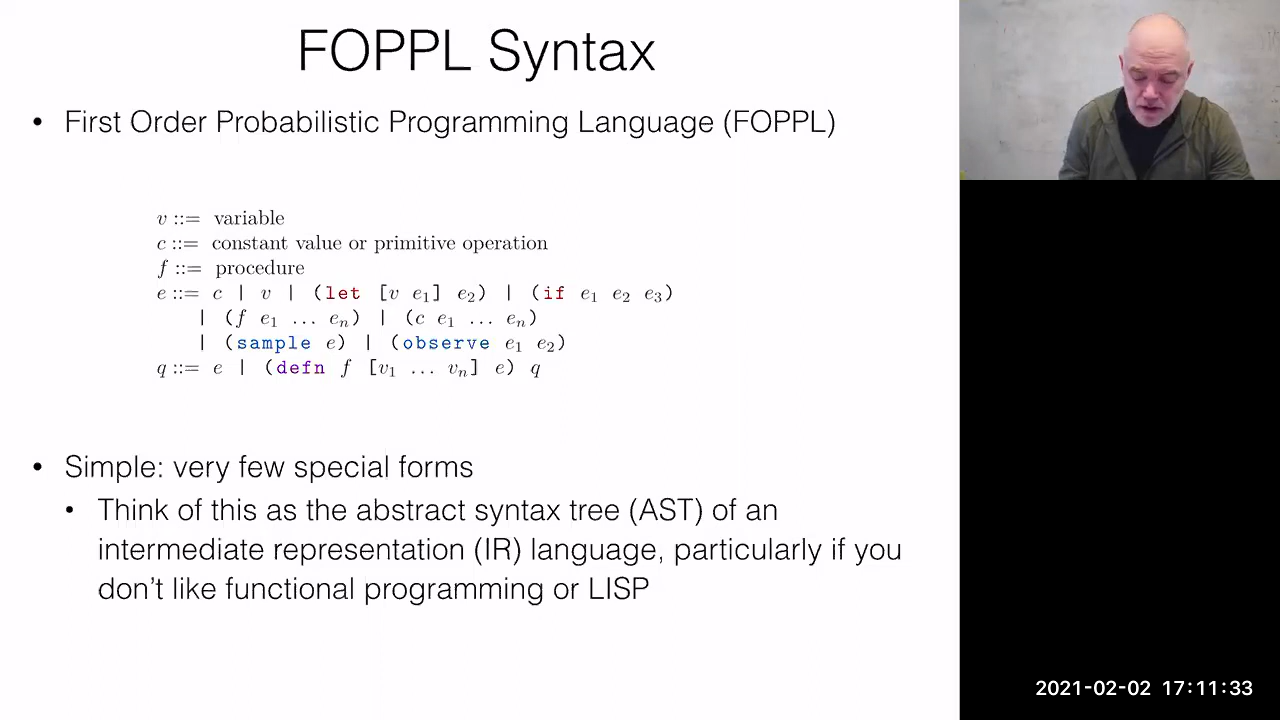 FOPPL Syntax
• First Order Probabilistic Programming Language (FOPPL)
v ::= variable
c ::= constant value or primitive operation
f ::= procedure
e ::= c | v | (let [v e₁] e₂) | (if e₁ e₂ e₃)
| (f e₁ ... eₙ) | (c e₁ ... eₙ)
| (sample e) | (observe e₁ e₂)
q ::= e | (defn f [v₁ ... vₙ] e) q
• Simple: very few special forms
• Think of this as the abstract syntax tree (AST) of an
intermediate representation (IR) language, particularly if you
don’t like functional programming or LISP
2021-02-02 17:11:33